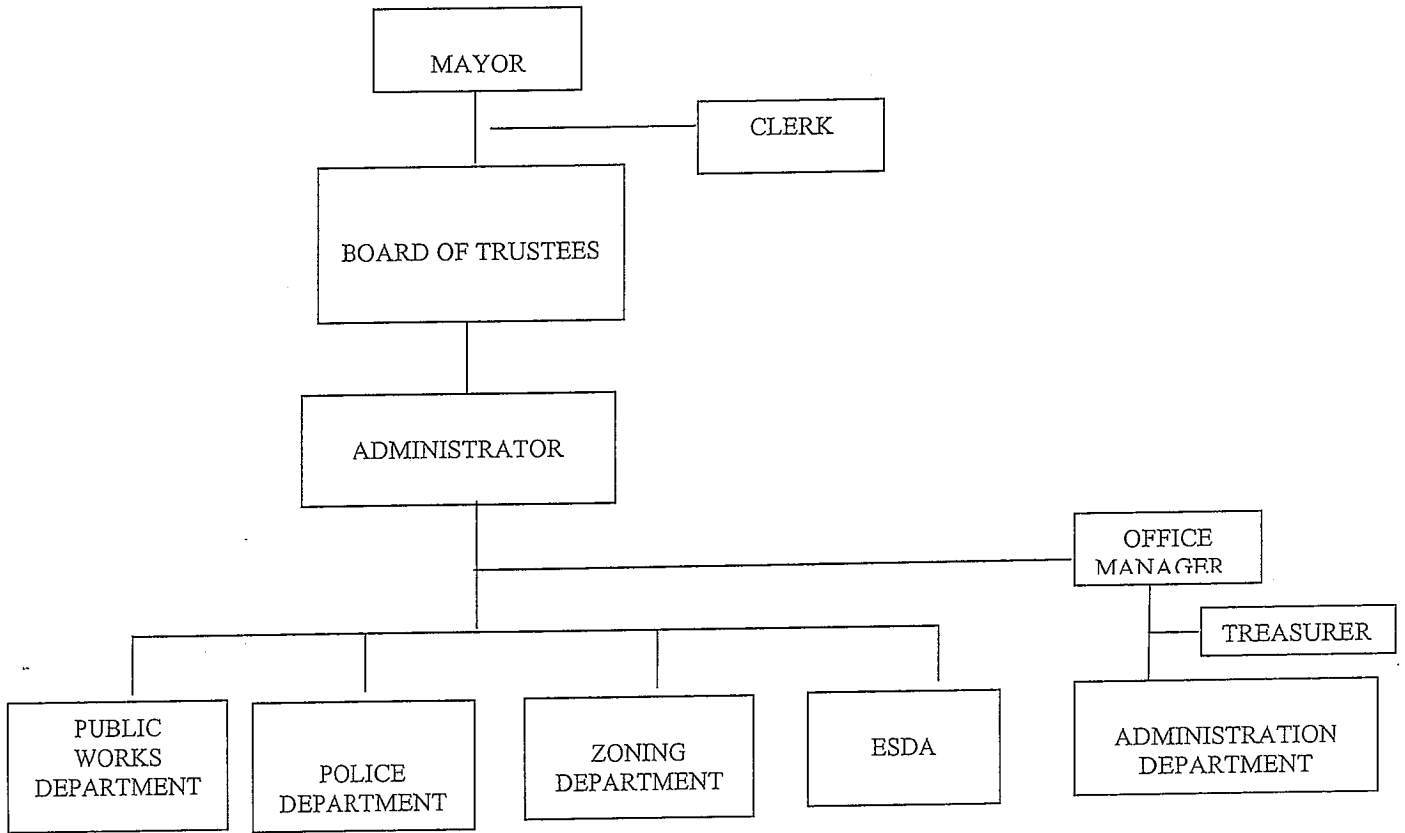 MAYOR
CLERK
BOARD OF TRUSTEES
ADMINISTRATOR
OFFICE
MANAGER
TREASURER
PUBLIC
WORKS
DEPARTMENT
POLICE
DEPARTMENT
ZONING
DEPARTMENT
ESDA
ADMINISTRATION
DEPARTMENT